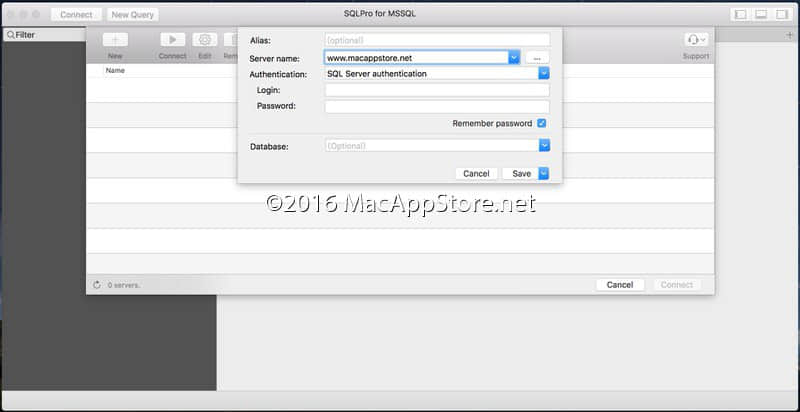 SQLPro for MSSQL
Connect New Query
Filter
New Connect Edit Rem Support
Name
Alias: (optional)
Server name: www.macappstore.net ...
Authentication: SQL Server authentication
Login:
Password:
Remember password
Database: (Optional)
Cancel Save
©2016 MacAppStore.net
0 servers. Cancel Connect